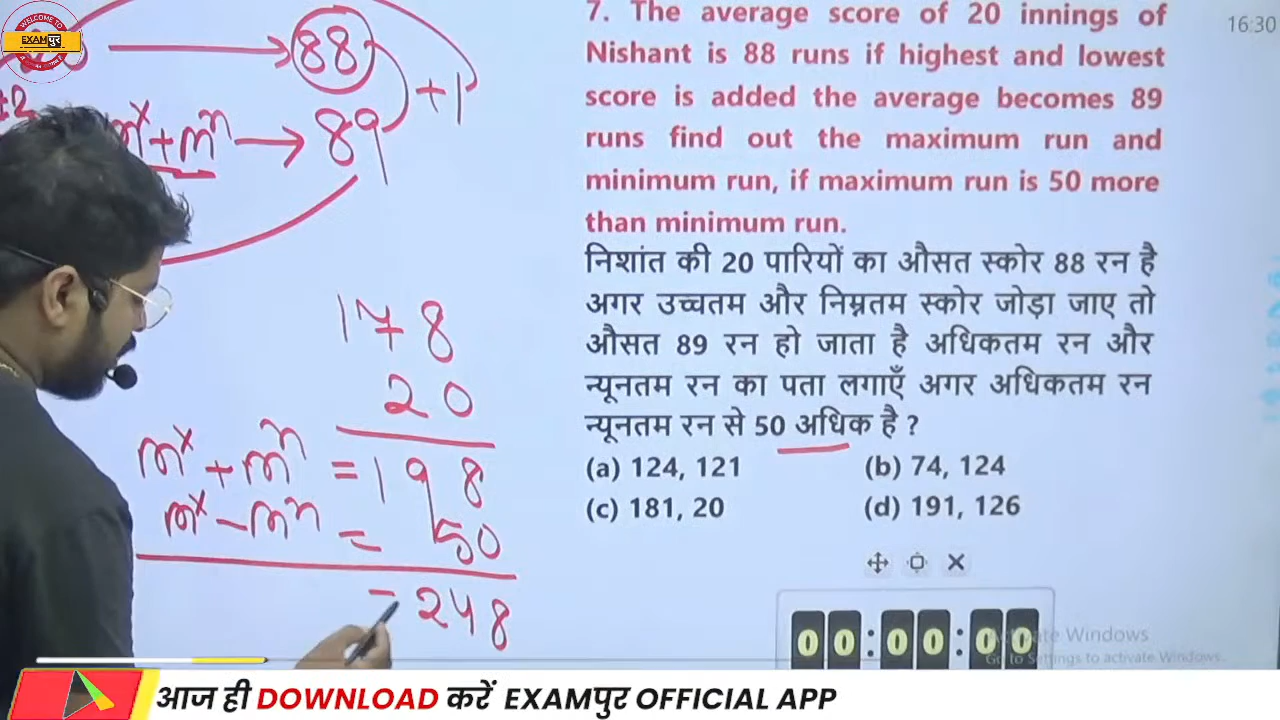 WELCOME TO
EXAMपुर
88
+1
+2
mˣ + mⁿ → 89
178
20
mˣ + mⁿ = 198
mˣ - mⁿ = 50
= 248
7. The average score of 20 innings of
Nishant is 88 runs if highest and lowest
score is added the average becomes 89
runs find out the maximum run and
minimum run, if maximum run is 50 more
than minimum run.
निशांत की 20 पारियों का औसत स्कोर 88 रन है
अगर उच्चतम और निम्नतम स्कोर जोड़ा जाए तो
औसत 89 रन हो जाता है अधिकतम रन और
न्यूनतम रन का पता लगाएँ अगर अधिकतम रन
न्यूनतम रन से 50 अधिक है ?
(a) 124, 121 (b) 74, 124
(c) 181, 20 (d) 191, 126
16:30
00:00:00
Activate Windows
Go to Settings to activate Windows.
आज ही DOWNLOAD करें EXAMपुर OFFICIAL APP